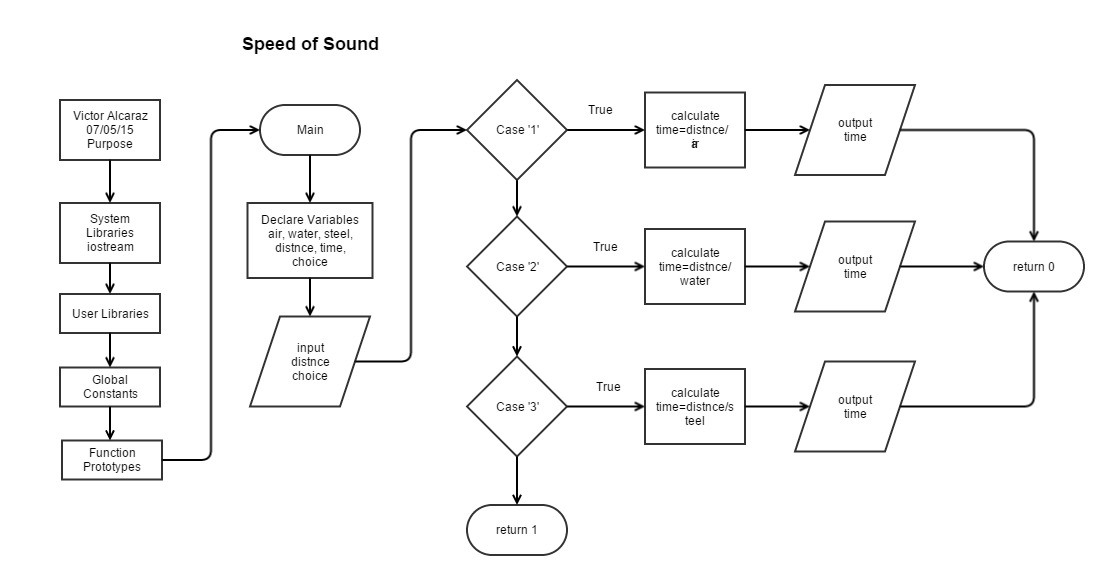 Speed of Sound
Victor Alcaraz
07/05/15
Purpose
System
Libraries
iostream
User Libraries
Global
Constants
Function
Prototypes
Main
Declare Variables
air, water, steel,
distnce, time,
choice
input
distnce
choice
Case '1'
True
calculate
time=distnce/
air
output
time
Case '2'
True
calculate
time=distnce/
water
output
time
return 0
Case '3'
True
calculate
time=distnce/s
teel
output
time
return 1